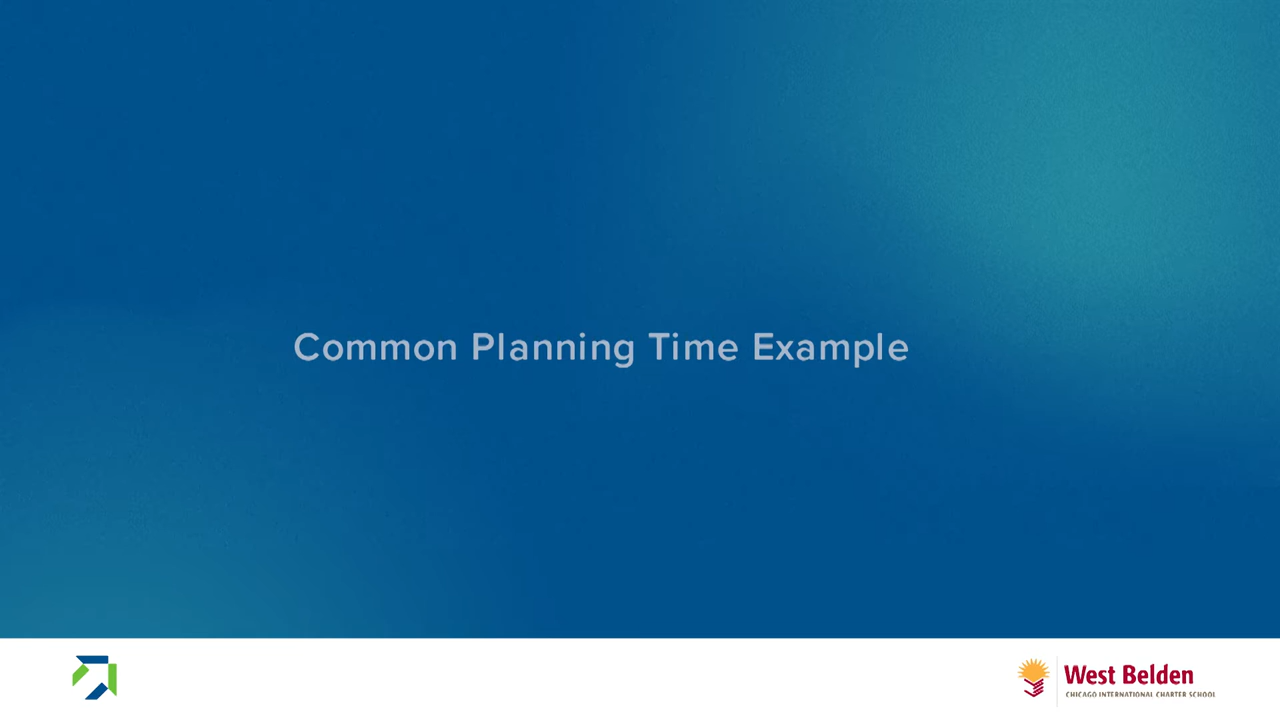 Common Planning Time Example
West Belden
CHICAGO INTERNATIONAL CHARTER SCHOOL